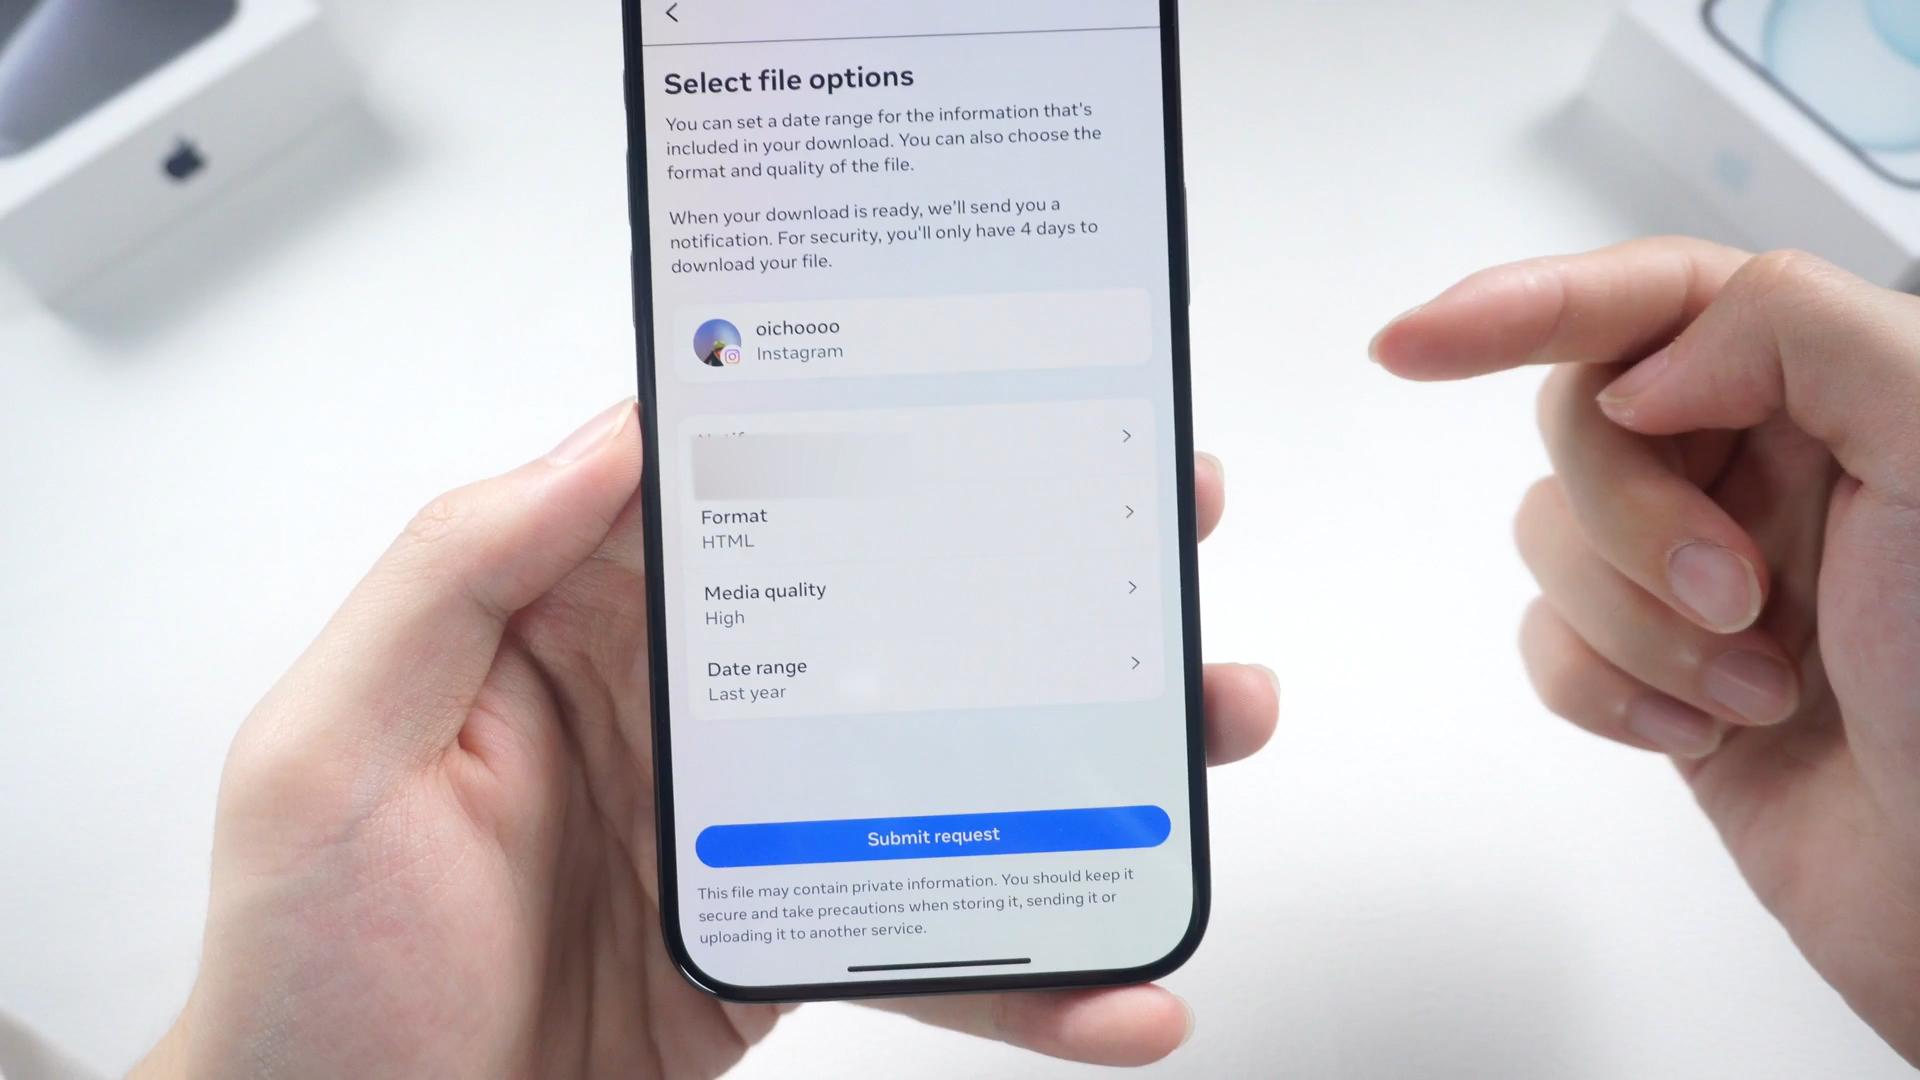 Select file options
You can set a date range for the information that's
included in your download. You can also choose the
format and quality of the file.
When your download is ready, we'll send you a
notification. For security, you'll only have 4 days to
download your file.
oichoooo
Instagram
Format
HTML
Media quality
High
Date range
Last year
Submit request
This file may contain private information. You should keep it
secure and take precautions when storing it, sending it or
uploading it to another service.